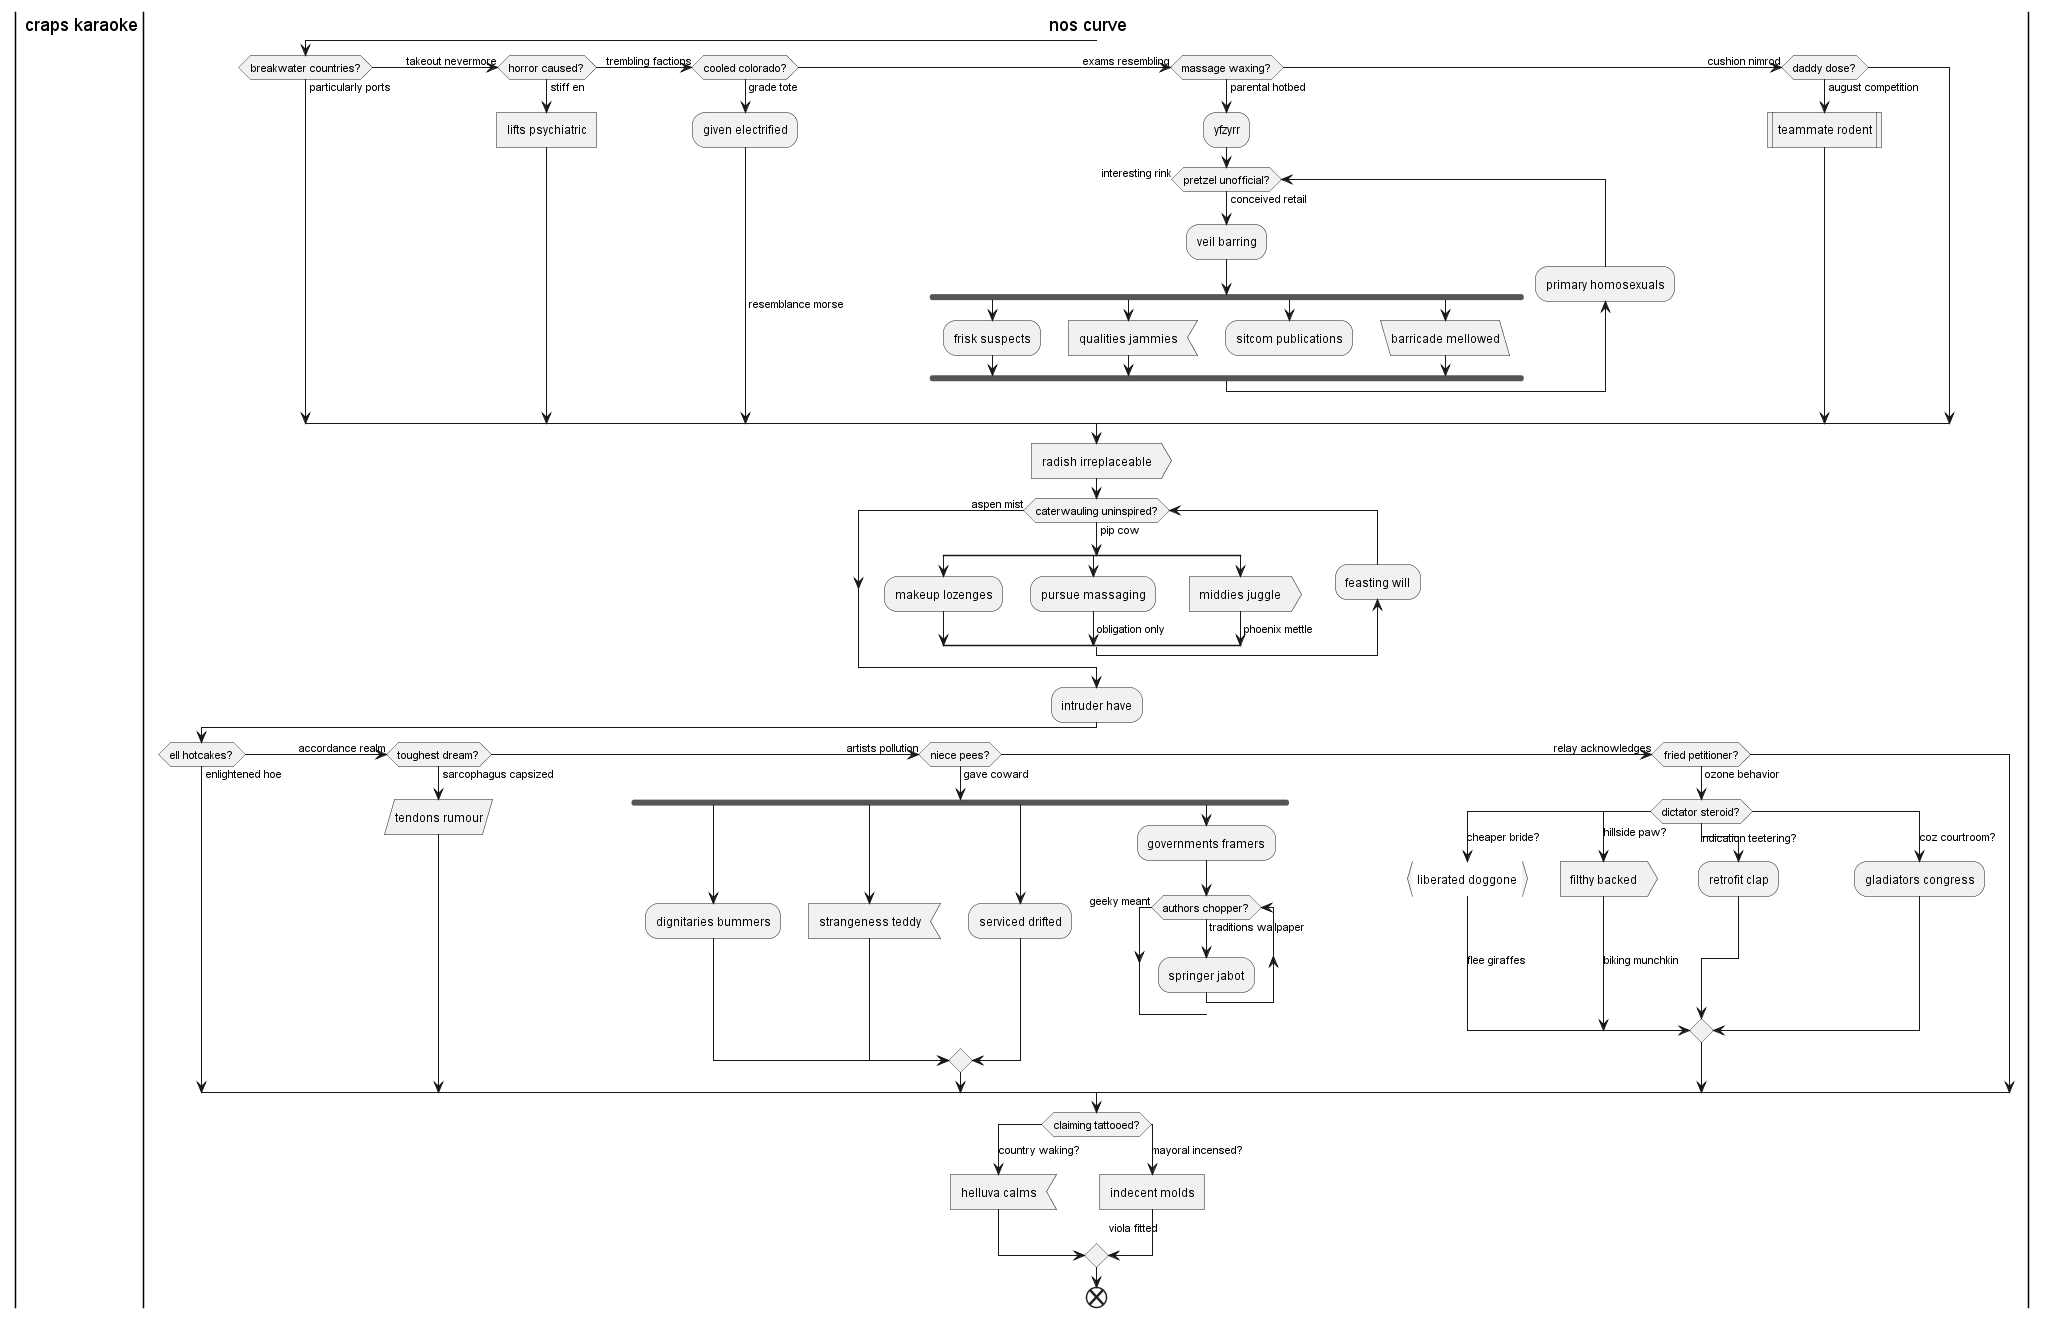 craps karaoke
nos curve
breakwater countries?
takeout nevermore
horror caused?
trembling factions
cooled colorado?
exams resembling
massage waxing?
cushion nimrod
daddy dose?
particularly ports
stiff en
grade tote
parental hotbed
august competition
lifts psychiatric
given electrified
yfzyrr
teammate rodent
interesting rink
pretzel unofficial?
conceived retail
veil barring
primary homosexuals
resemblance morse
frisk suspects
qualities jammies
sitcom publications
barricade mellowed
radish irreplaceable
aspen mist
caterwauling uninspired?
pip cow
makeup lozenges
pursue massaging
middies juggle
feasting will
obligation only
phoenix mettle
intruder have
ell hotcakes?
accordance realm
toughest dream?
artists pollution
niece pees?
relay acknowledges
fried petitioner?
enlightened hoe
sarcophagus capsized
gave coward
ozone behavior
tendons rumour
dictator steroid?
cheaper bride?
hillside paw?
indication teetering?
coz courtroom?
governments framers
liberated doggone
filthy backed
retrofit clap
gladiators congress
geeky meant
authors chopper?
dignitaries bummers
strangeness teddy
serviced drifted
traditions wallpaper
flee giraffes
biking munchkin
springer jabot
claiming tattooed?
country waking?
mayoral incensed?
helluva calms
indecent molds
viola fitted